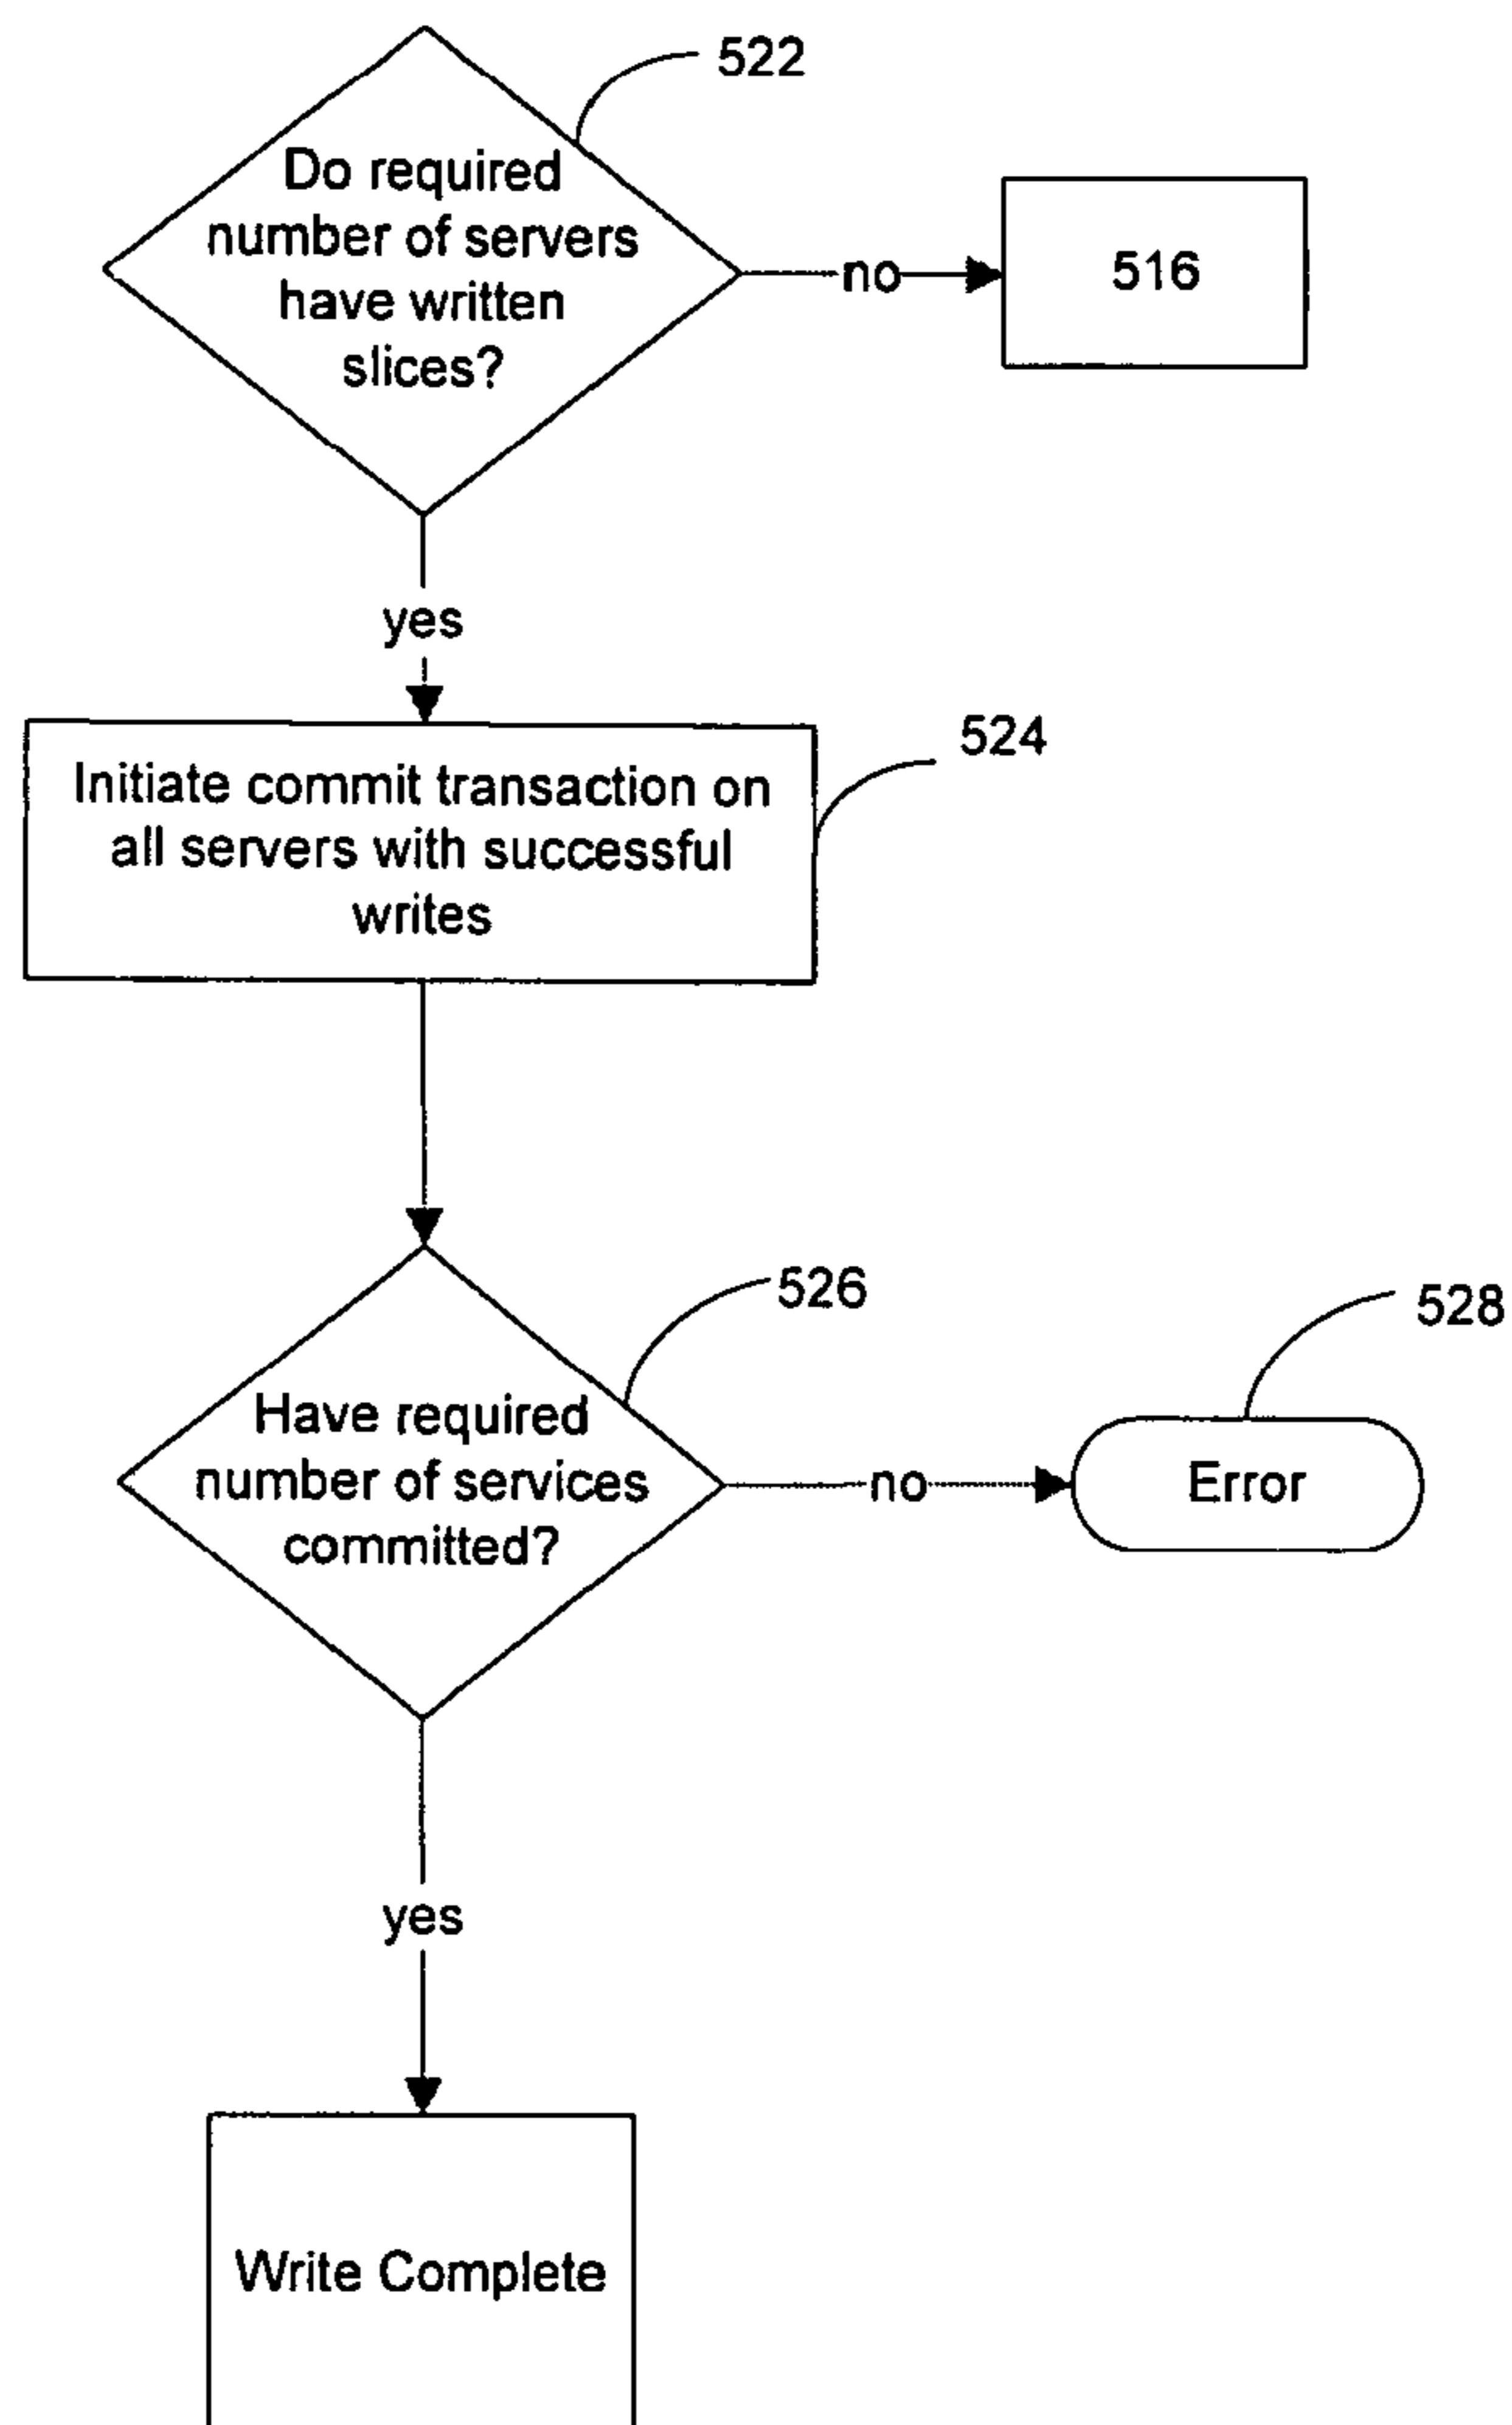 522
Do required
number of servers
have written
slices?
no
516
yes
524
Initiate commit transaction on
all servers with successful
writes
526
528
Have required
number of services
committed?
no
Error
yes
Write Complete